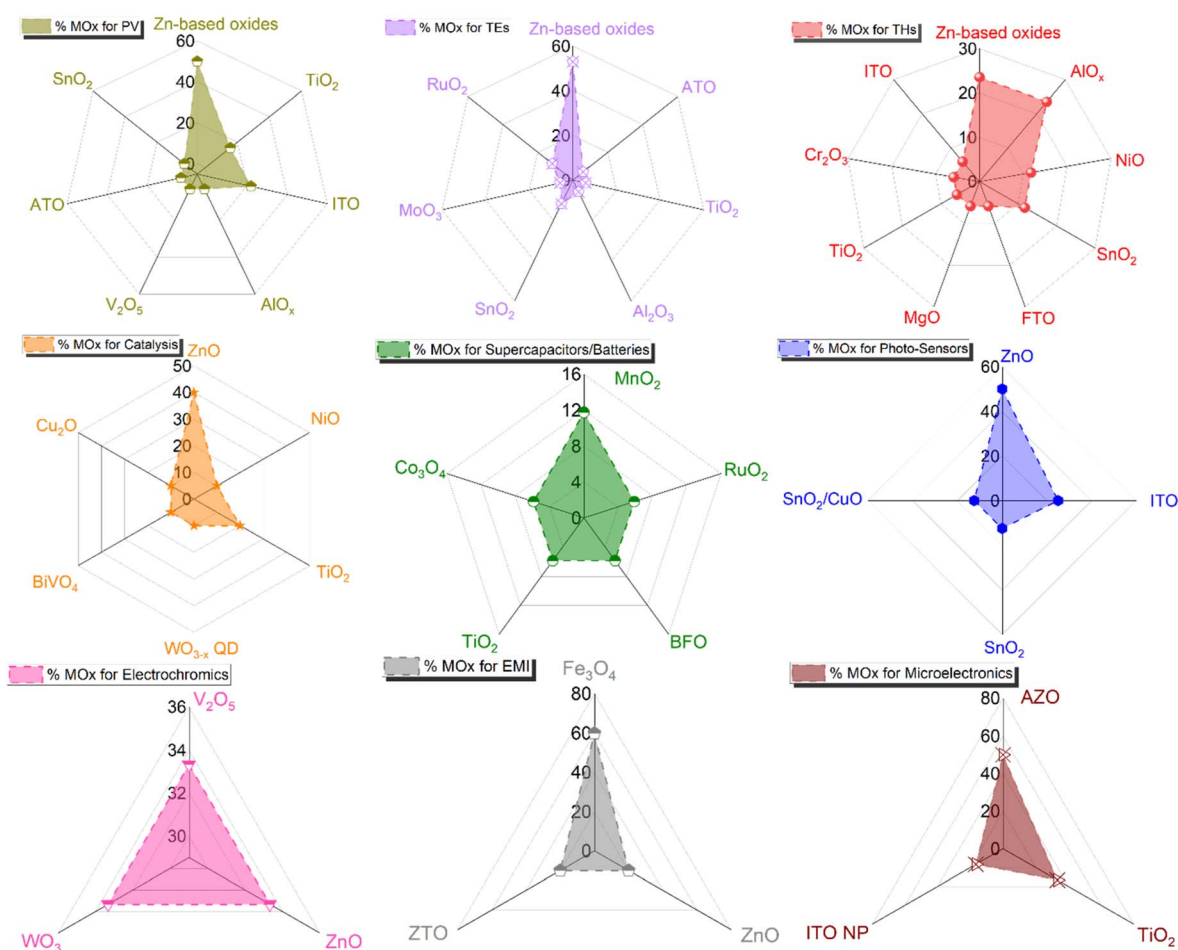 % MOx for PV
Zn-based oxides
60
40
20
0
TiO₂
ITO
AlOₓ
V₂O₅
ATO
SnO₂
% MOx for TEs
Zn-based oxides
60
40
20
0
ATO
TiO₂
Al₂O₃
SnO₂
MoO₃
RuO₂
% MOx for THs
Zn-based oxides
30
20
10
0
AlOₓ
NiO
SnO₂
FTO
MgO
TiO₂
Cr₂O₃
ITO
% MOx for Catalysis
ZnO
50
40
30
20
10
0
NiO
TiO₂
WO₃₋ₓ QD
BiVO₄
Cu₂O
% MOx for Supercapacitors/Batteries
16
MnO₂
12
8
4
0
RuO₂
BFO
TiO₂
Co₃O₄
% MOx for Photo-Sensors
ZnO
60
40
20
0
ITO
SnO₂
SnO₂/CuO
% MOx for Electrochromics
V₂O₅
36
34
32
30
ZnO
WO₃
% MOx for EMI
Fe₃O₄
80
60
40
20
0
ZnO
ZTO
% MOx for Microelectronics
80
AZO
60
40
20
0
TiO₂
ITO NP